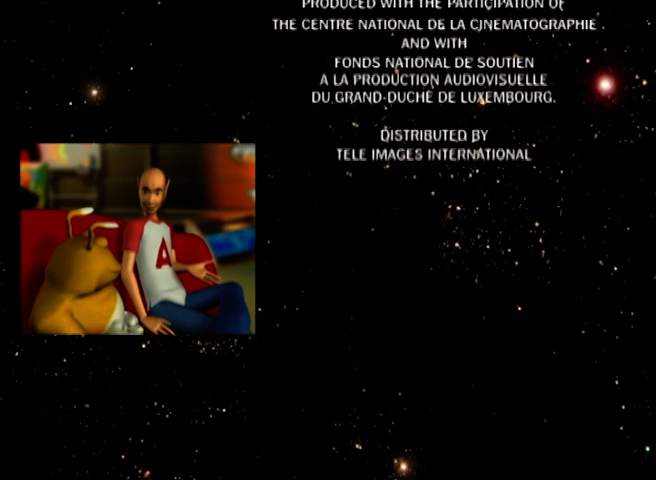 PRODUCED WITH THE PARTICIPATION OF
THE CENTRE NATIONAL DE LA CINEMATOGRAPHIE
AND WITH
FONDS NATIONAL DE SOUTIEN
A LA PRODUCTION AUDIOVISUELLE
DU GRAND-DUCHE DE LUXEMBOURG.
DISTRIBUTED BY
TELE IMAGES INTERNATIONAL
A